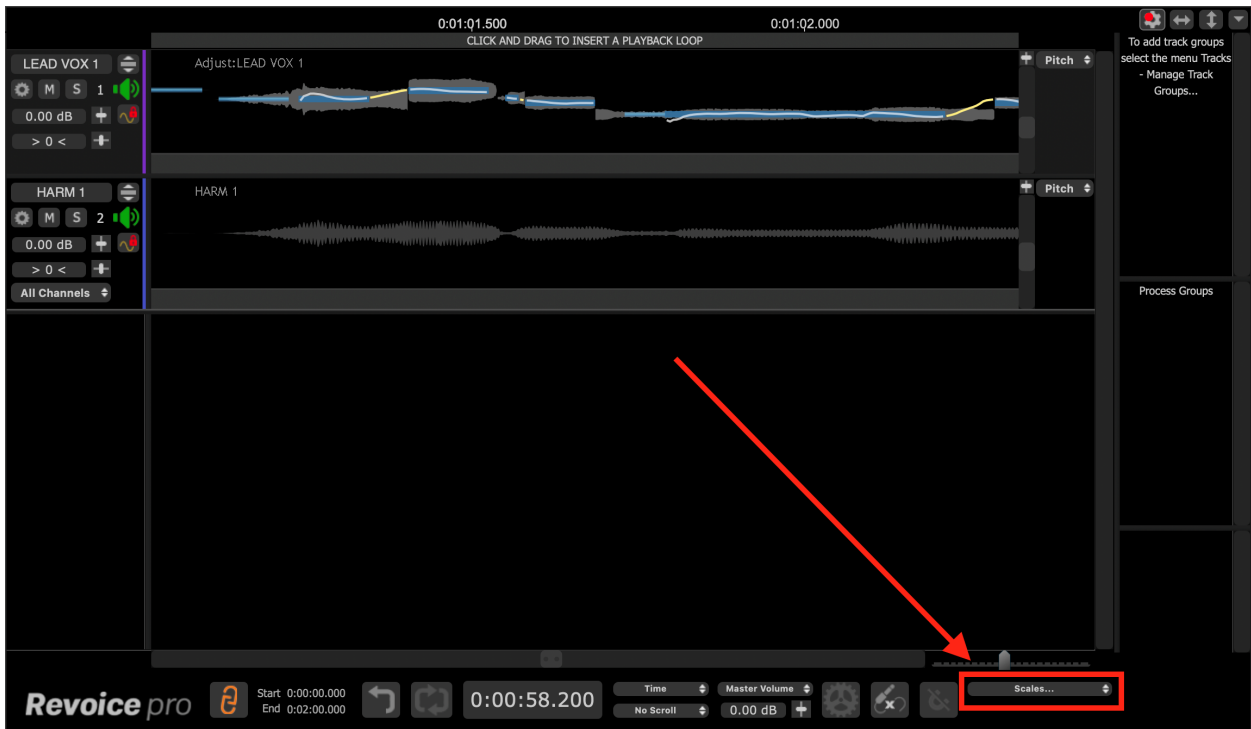 0:01:01.500
0:01:02.000
CLICK AND DRAG TO INSERT A PLAYBACK LOOP
To add track groups
select the menu Tracks
- Manage Track
Groups...
LEAD VOX 1
Adjust:LEAD VOX 1
Pitch
M S 1
0.00 dB
> 0 <
HARM 1
HARM 1
Pitch
M S 2
0.00 dB
> 0 <
All Channels
Process Groups
Revoice pro
Start 0:00:00.000
End 0:02:00.000
0:00:58.200
Time
No Scroll
Master Volume
0.00 dB
x
Scales...